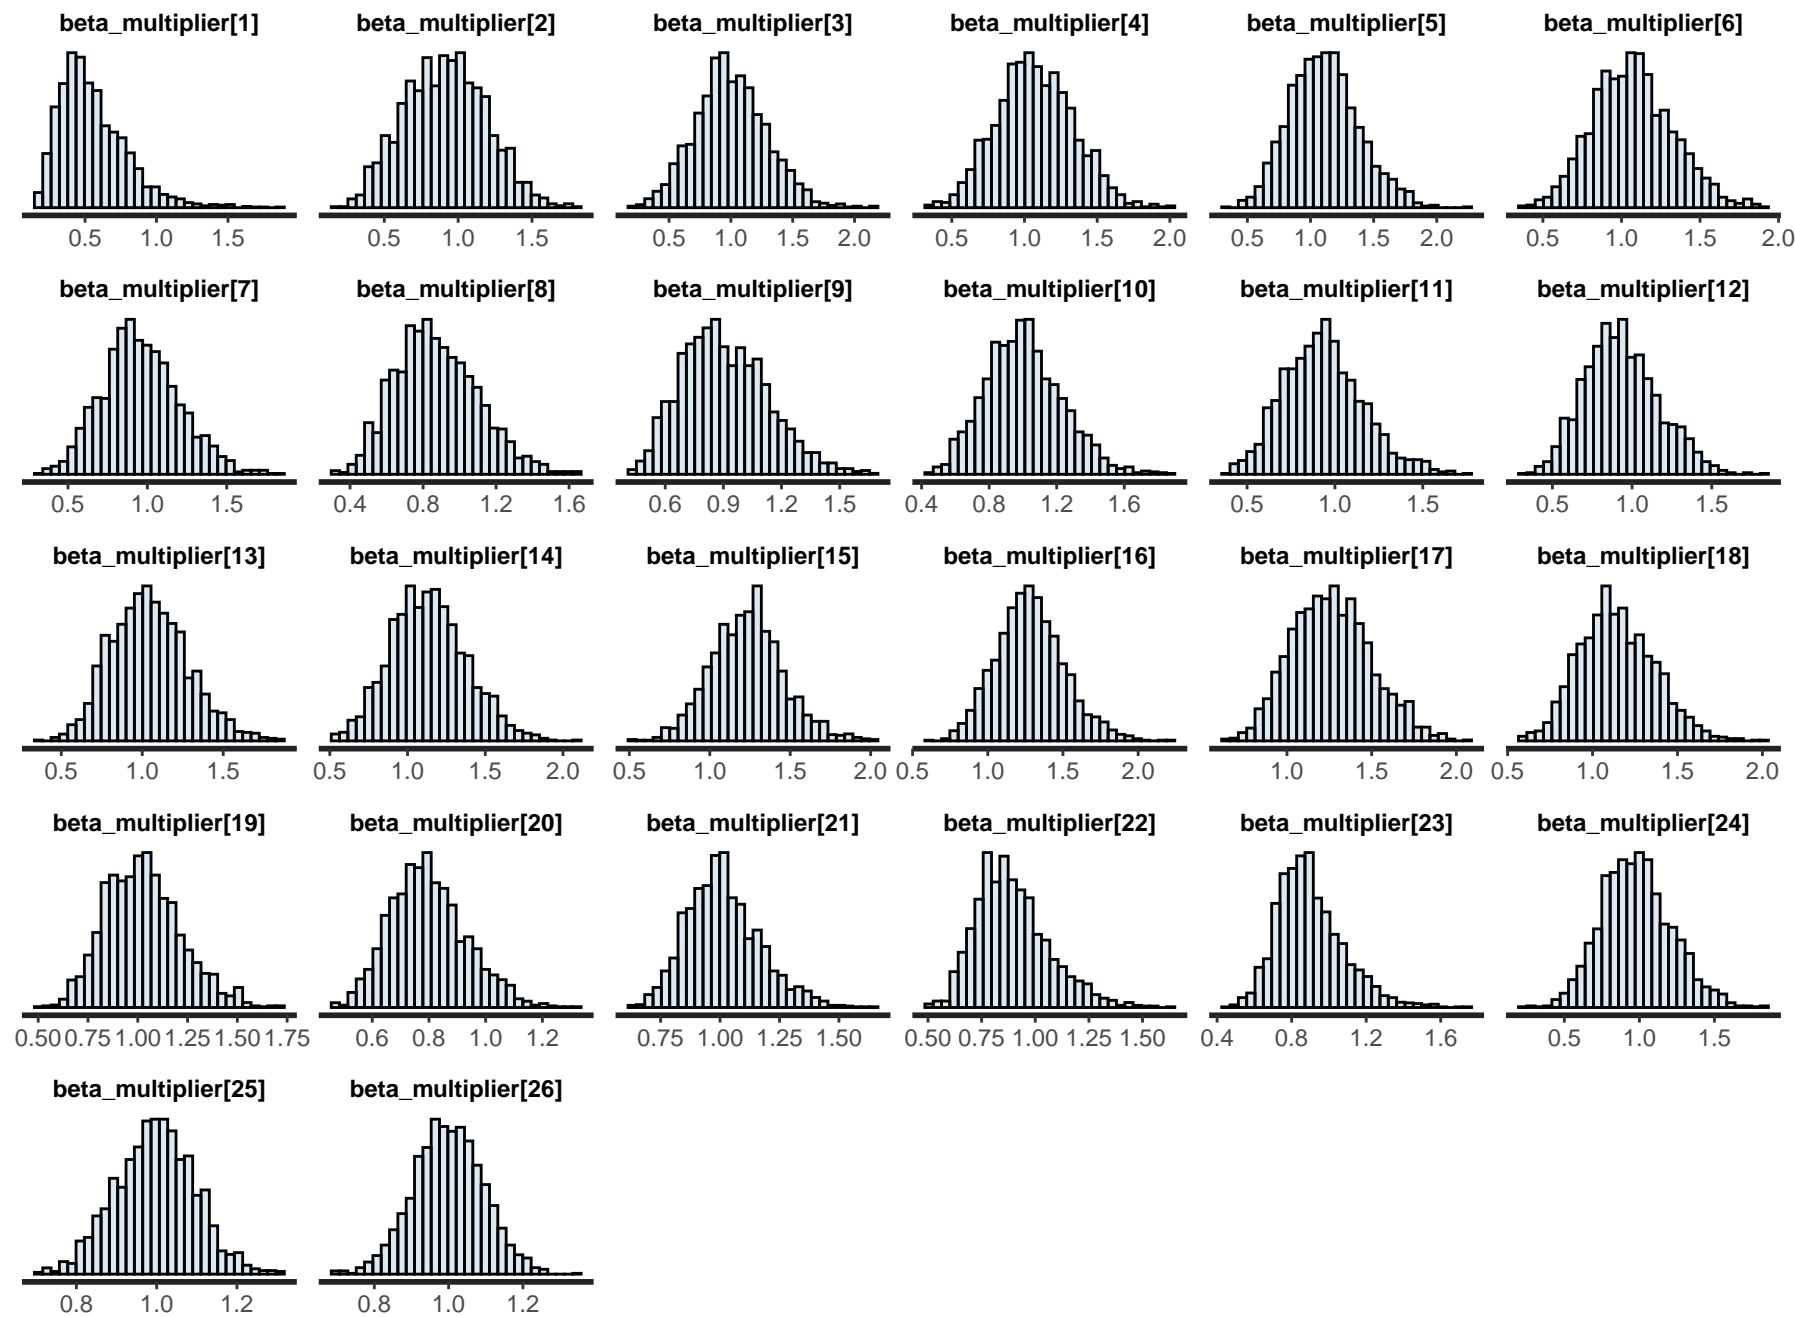 beta_multiplier[1] beta_multiplier[2] beta_multiplier[3] beta_multiplier[4] beta_multiplier[5] beta_multiplier[6]
0.5 1.0 1.5 0.5 1.0 1.5 0.5 1.0 1.5 2.0 0.5 1.0 1.5 2.0 0.5 1.0 1.5 2.0 0.5 1.0 1.5 2.0
beta_multiplier[7] beta_multiplier[8] beta_multiplier[9] beta_multiplier[10] beta_multiplier[11] beta_multiplier[12]
0.5 1.0 1.5 0.4 0.8 1.2 1.6 0.6 0.9 1.2 1.5 0.4 0.8 1.2 1.6 0.5 1.0 1.5 0.5 1.0 1.5
beta_multiplier[13] beta_multiplier[14] beta_multiplier[15] beta_multiplier[16] beta_multiplier[17] beta_multiplier[18]
0.5 1.0 1.5 0.5 1.0 1.5 2.0 0.5 1.0 1.5 2.0 0.5 1.0 1.5 2.0 1.0 1.5 2.0 0.5 1.0 1.5 2.0
beta_multiplier[19] beta_multiplier[20] beta_multiplier[21] beta_multiplier[22] beta_multiplier[23] beta_multiplier[24]
0.50 0.75 1.00 1.25 1.50 1.75 0.6 0.8 1.0 1.2 0.75 1.00 1.25 1.50 0.50 0.75 1.00 1.25 1.50 0.4 0.8 1.2 1.6 0.5 1.0 1.5
beta_multiplier[25] beta_multiplier[26]
0.8 1.0 1.2 0.8 1.0 1.2